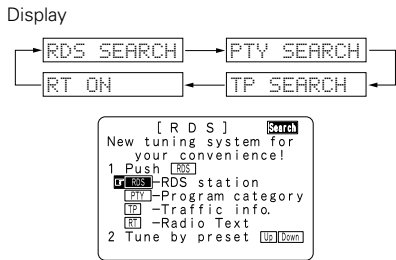 Display
RDS SEARCH PTY SEARCH
RT ON TP SEARCH
[RDS] Search
New tuning system for
your convenience!
1 Push RDS
RDS -RDS station
PTY -Program category
TP -Traffic info.
RT -Radio Text
2 Tune by preset Up Down